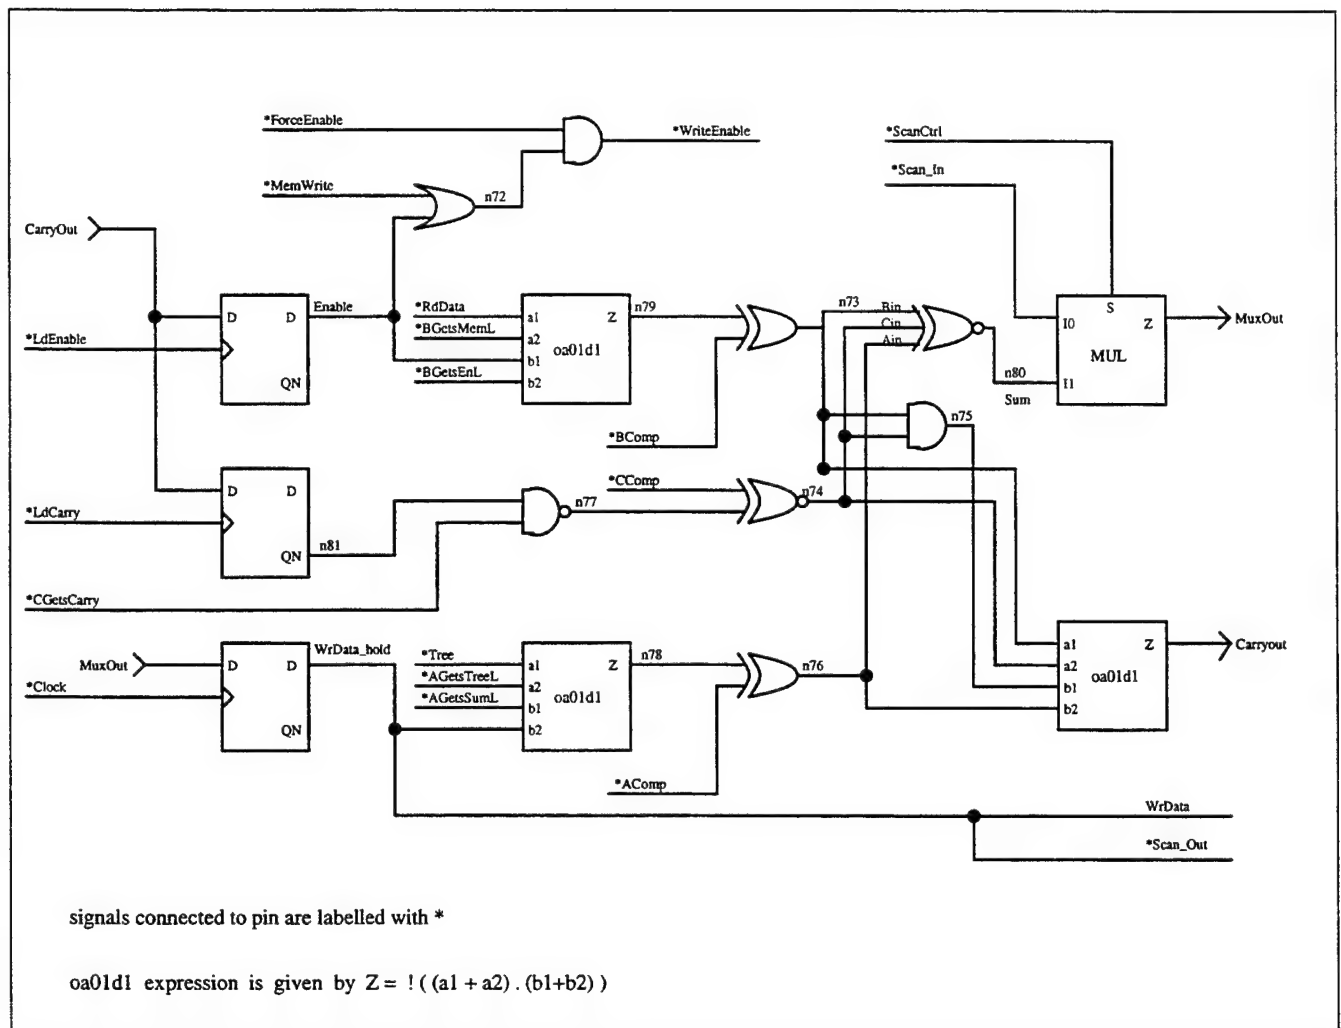 *ForceEnable
*WriteEnable
*ScanCtrl
*Scan_In
*MemWrite
n72
CarryOut
D D
QN
Enable
*LdEnable
*RdData
*BGetsMemL
*BGetsEnL
a1 Z
a2
oa01d1
b1
b2
n79
*BComp
n73
Bin
Cin
Ain
n80
Sum
S
I0 Z
MUL
I1
MuxOut
n75
D D
QN
*LdCarry
n81
*CGetsCarry
n77
*CComp
n74
MuxOut
*Clock
D D
QN
WrData_hold
*Tree
*AGetsTreeL
*AGetsSumL
a1 Z
a2
oa01d1
b1
b2
n78
n76
*AComp
a1 Z
a2
oa01d1
b1
b2
Carryout
WrData
*Scan_Out
signals connected to pin are labelled with *
oa01d1 expression is given by Z = !((a1 + a2) . (b1+b2))